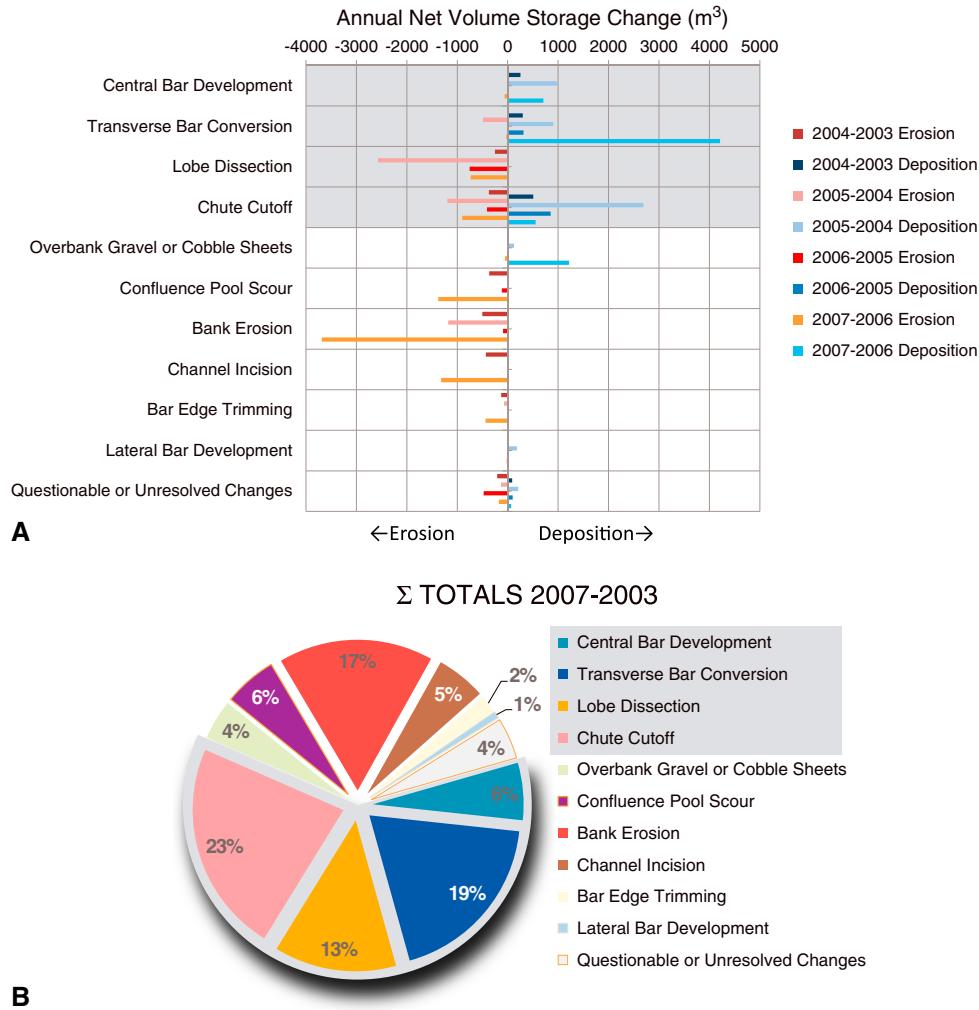 Annual Net Volume Storage Change (m³)
-4000 -3000 -2000 -1000 0 1000 2000 3000 4000 5000
Central Bar Development
Transverse Bar Conversion
Lobe Dissection
Chute Cutoff
Overbank Gravel or Cobble Sheets
Confluence Pool Scour
Bank Erosion
Channel Incision
Bar Edge Trimming
Lateral Bar Development
Questionable or Unresolved Changes
2004-2003 Erosion
2004-2003 Deposition
2005-2004 Erosion
2005-2004 Deposition
2006-2005 Erosion
2006-2005 Deposition
2007-2006 Erosion
2007-2006 Deposition
A
←Erosion Deposition→
Σ TOTALS 2007-2003
17%
5%
2%
1%
4%
6%
19%
13%
23%
4%
6%
Central Bar Development
Transverse Bar Conversion
Lobe Dissection
Chute Cutoff
Overbank Gravel or Cobble Sheets
Confluence Pool Scour
Bank Erosion
Channel Incision
Bar Edge Trimming
Lateral Bar Development
Questionable or Unresolved Changes
B